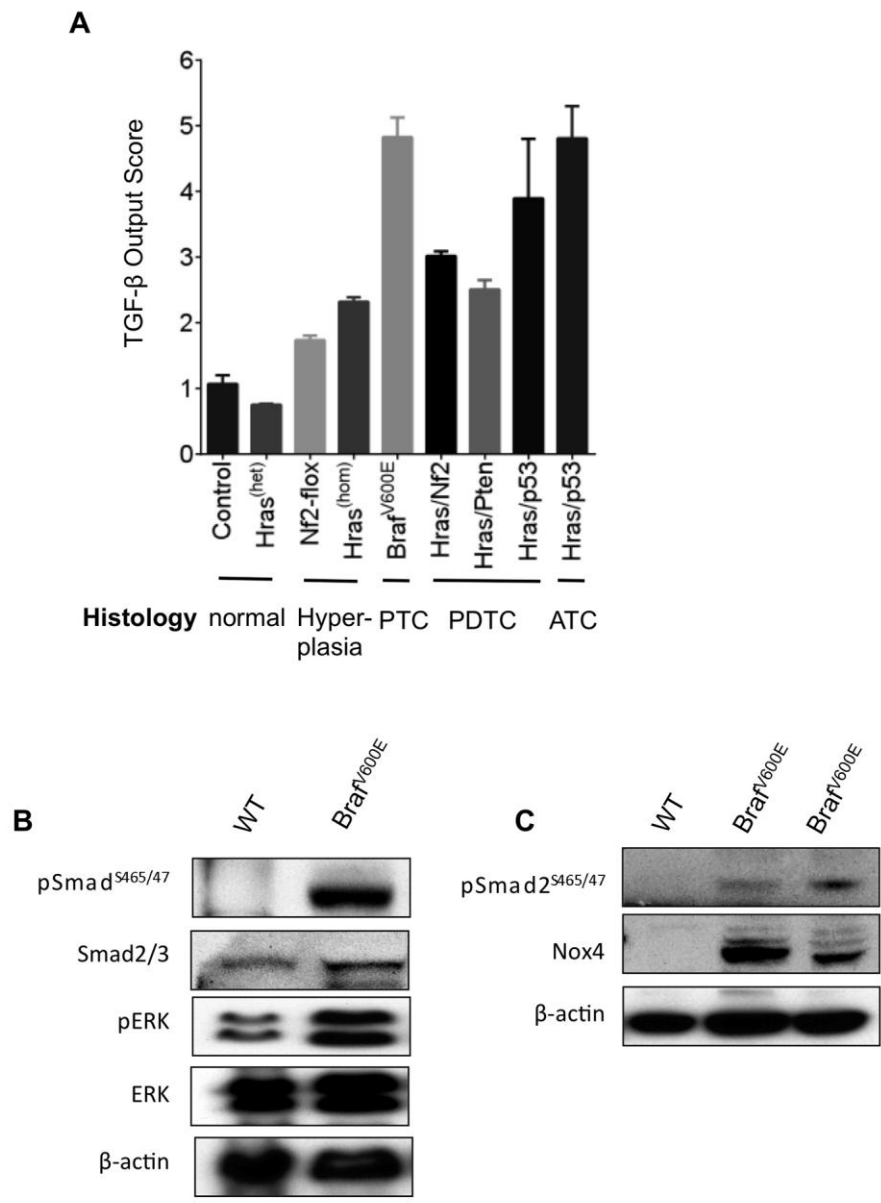 A
TGF-β Output Score
6
5
4
3
2
1
0
Control
Hras(het)
Nf2-flox
Hras(hom)
BrafV600E
Hras/Nf2
Hras/Pten
Hras/p53
Hras/p53
Histology normal Hyper- PTC PDTC ATC
plasia
B
WT
BrafV600E
pSmadS465/47
Smad2/3
pERK
ERK
β-actin
C
WT
BrafV600E
BrafV600E
pSmad2S465/47
Nox4
β-actin